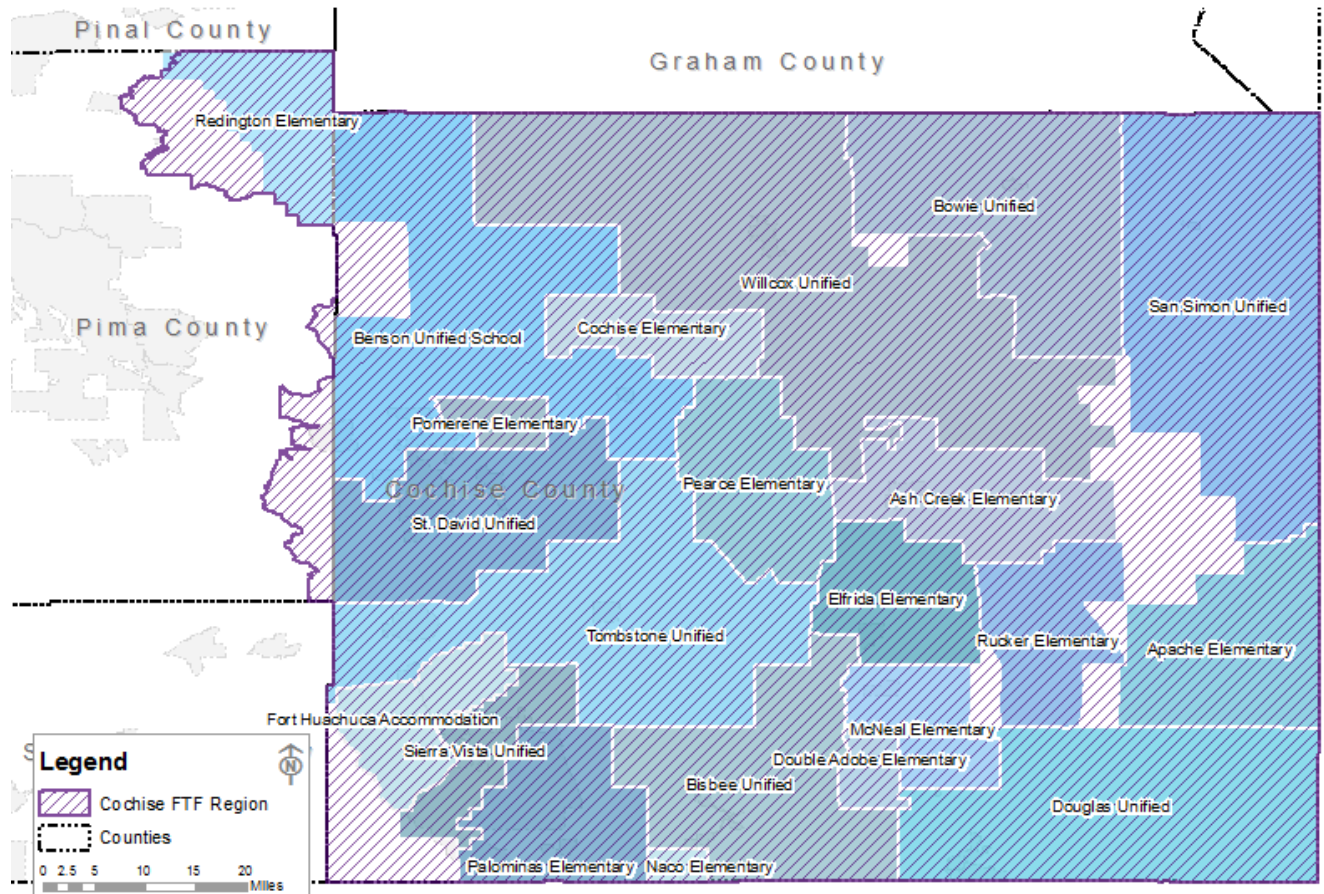 Pinal County
Graham County
Redington Elementary
Bowie Unified
Willcox Unified
San Simon Unified
Pima County
Cochise Elementary
Benson Unified School
Pomerene Elementary
Pearce Elementary
Cochise County
Ash Creek Elementary
St. David Unified
Elfrida Elementary
Tombstone Unified
Rucker Elementary
Apache Elementary
Fort Huachuca Accommodation
McNeal Elementary
Sierra Vista Unified
Double Adobe Elementary
Bisbee Unified
Douglas Unified
Palominas Elementary
Naco Elementary
S
Legend
N
Cochise FTF Region
Counties
0 2.5 5 10 15 20
Miles